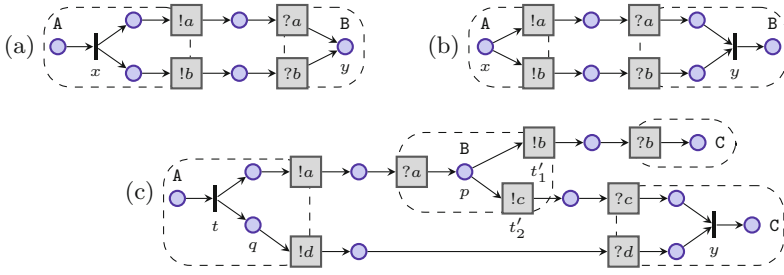 A !a ?a B
(a)
x y
!b ?b
A !a ?a B
(b)
x y
!b ?b
!b ?b C
B t′1
A !a ?a
(c) p !c ?c
t t′2
q y C
!d ?d